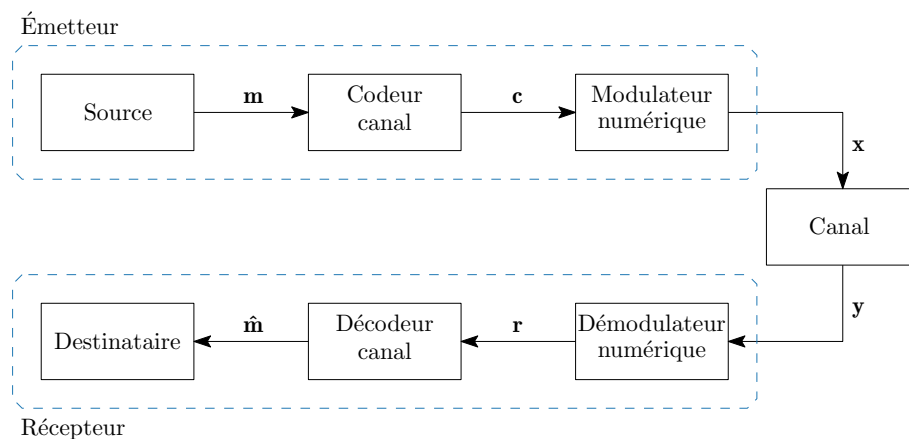 Émetteur
Source
m
Codeur
canal
c
Modulateur
numérique
x
Canal
y
Démodulateur
numérique
r
Décodeur
canal
m̂
Destinataire
Récepteur